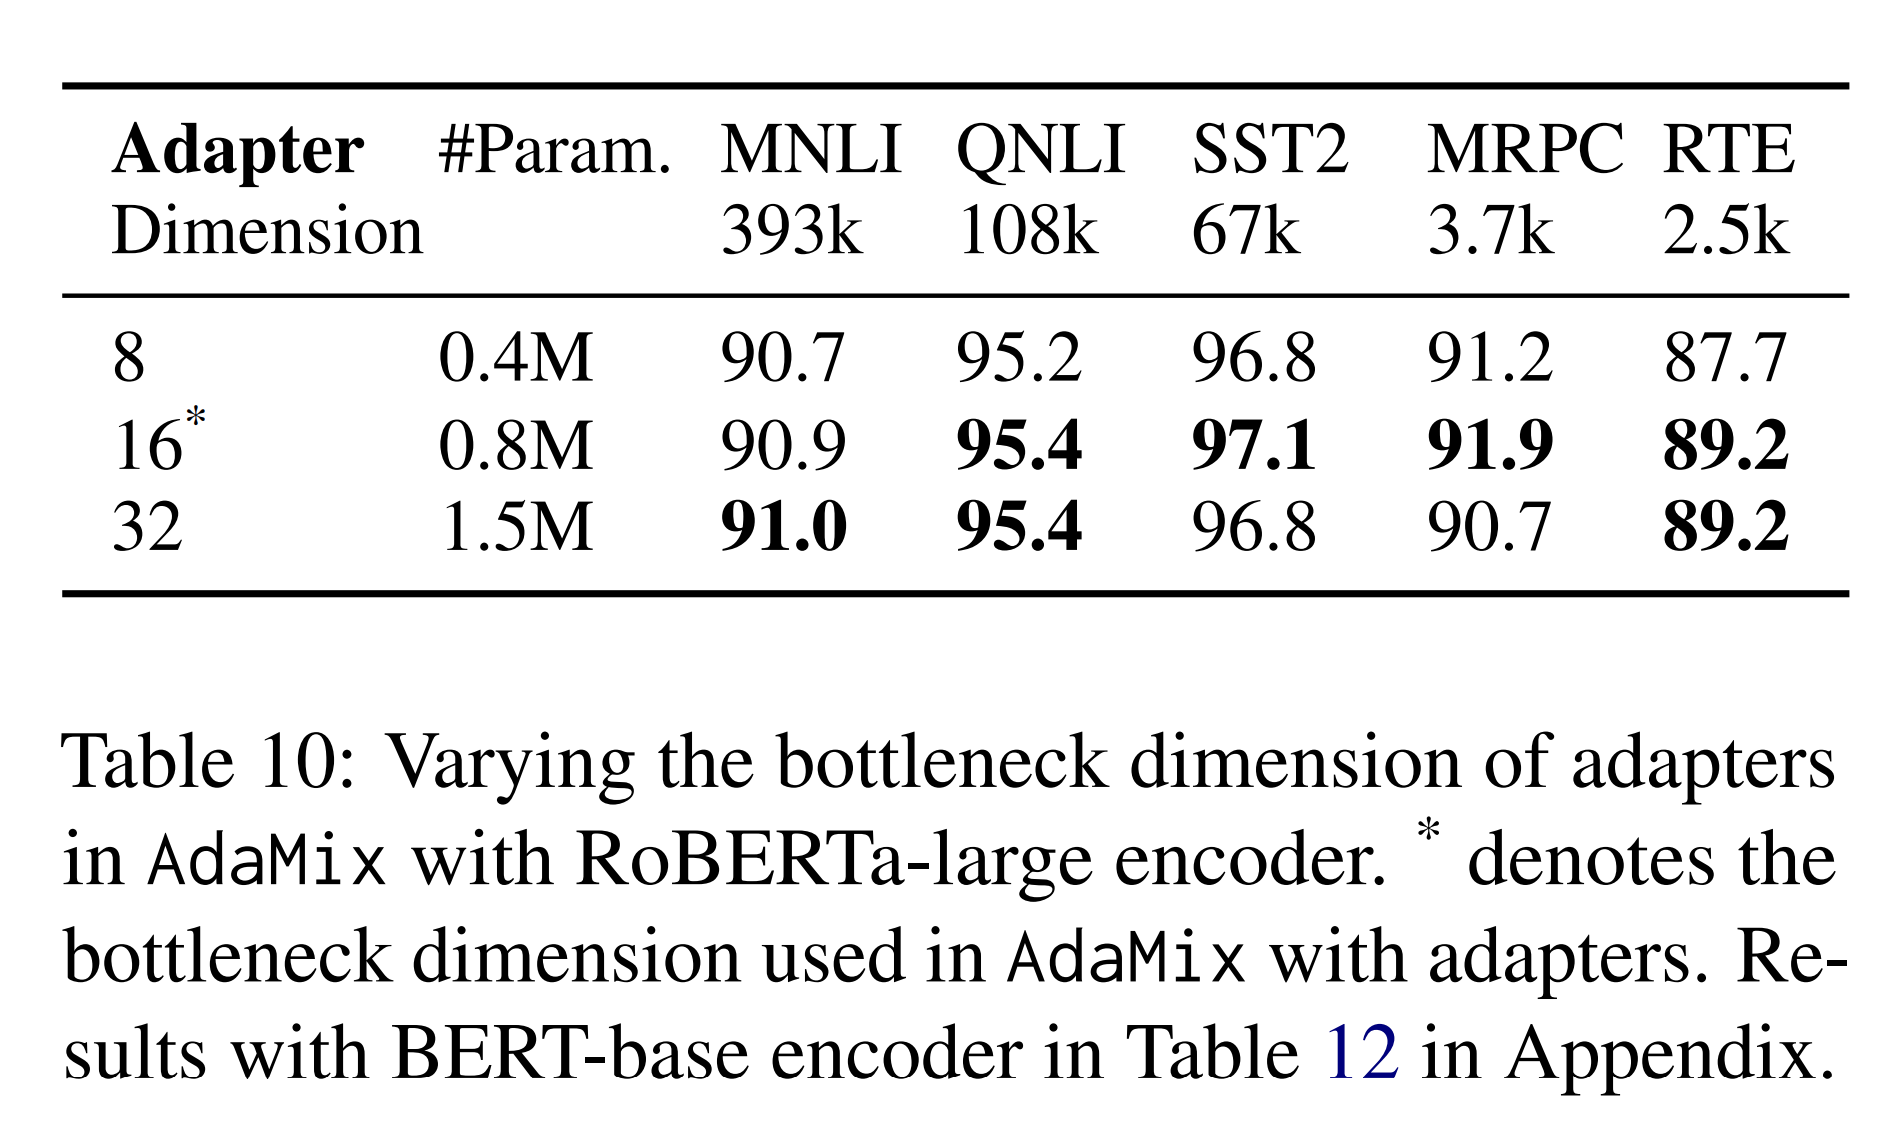 Adapter #Param. MNLI QNLI SST2 MRPC RTE
Dimension 393k 108k 67k 3.7k 2.5k
8 0.4M 90.7 95.2 96.8 91.2 87.7
16* 0.8M 90.9 95.4 97.1 91.9 89.2
32 1.5M 91.0 95.4 96.8 90.7 89.2
Table 10: Varying the bottleneck dimension of adapters
in AdaMix with RoBERTa-large encoder. * denotes the
bottleneck dimension used in AdaMix with adapters. Re-
sults with BERT-base encoder in Table 12 in Appendix.